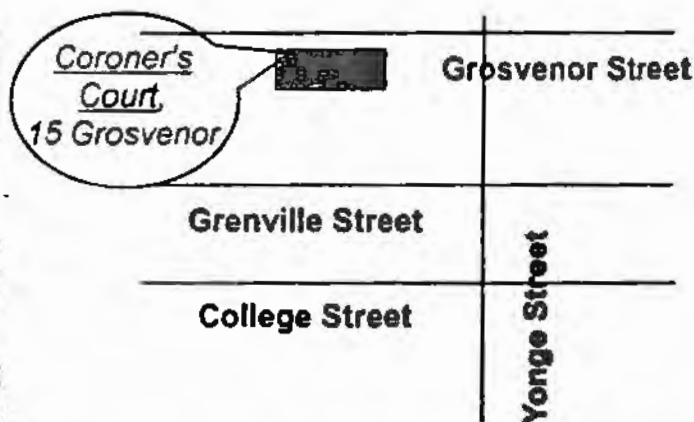 Coroner's
Court,
15 Grosvenor
Grosvenor Street
Grenville Street
College Street
Yonge Street